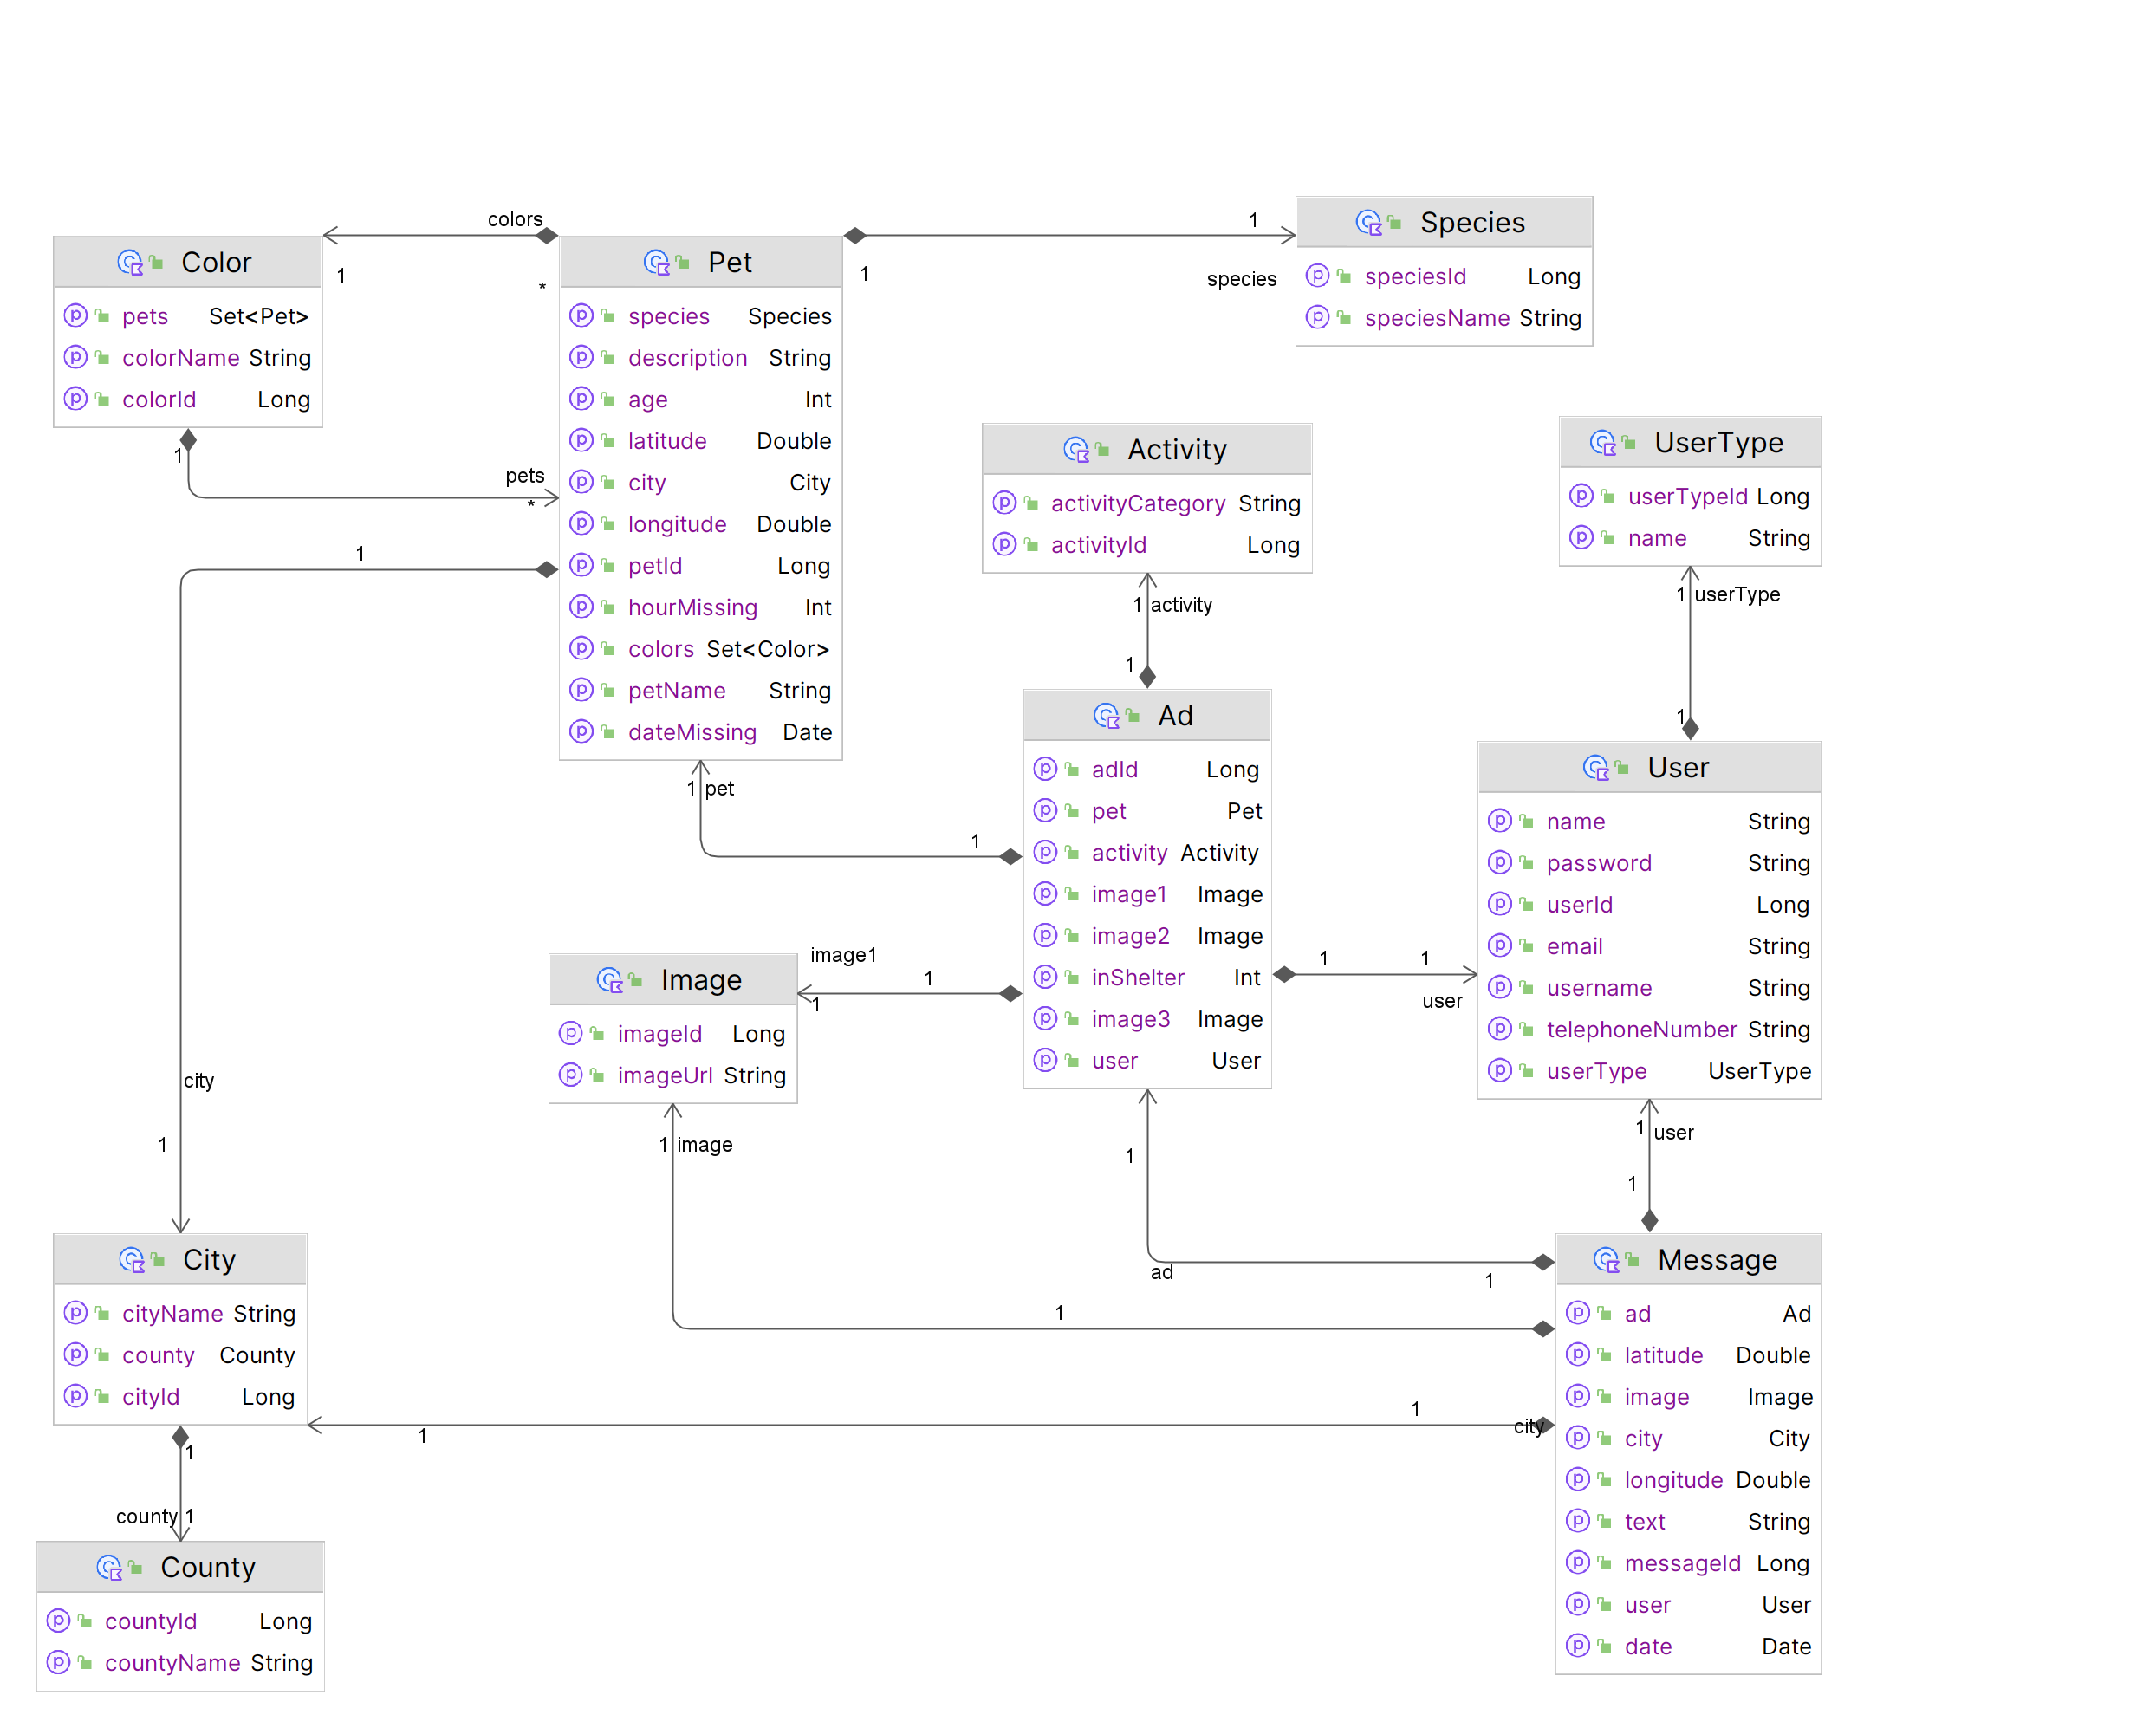 colors
1
*
Color
pets Set<Pet>
colorName String
colorId Long
1
pets
*
Pet
species Species
description String
age Int
latitude Double
city City
longitude Double
petId Long
hourMissing Int
colors Set<Color>
petName String
dateMissing Date
1
1
species
Species
speciesId Long
speciesName String
Activity
activityCategory String
activityId Long
1 activity
1
UserType
userTypeId Long
name String
1 userType
1
1
city
1
1 pet
1
Ad
adId Long
pet Pet
activity Activity
image1 Image
image2 Image
inShelter Int
image3 Image
user User
User
name String
password String
userId Long
email String
username String
telephoneNumber String
userType UserType
image1
1
1
Image
imageId Long
imageUrl String
1 1
user
1 image
1
1 user
1
ad
1
1
City
cityName String
county County
cityId Long
1
1
city
Message
ad Ad
latitude Double
image Image
city City
longitude Double
text String
messageId Long
user User
date Date
1
county 1
County
countyId Long
countyName String